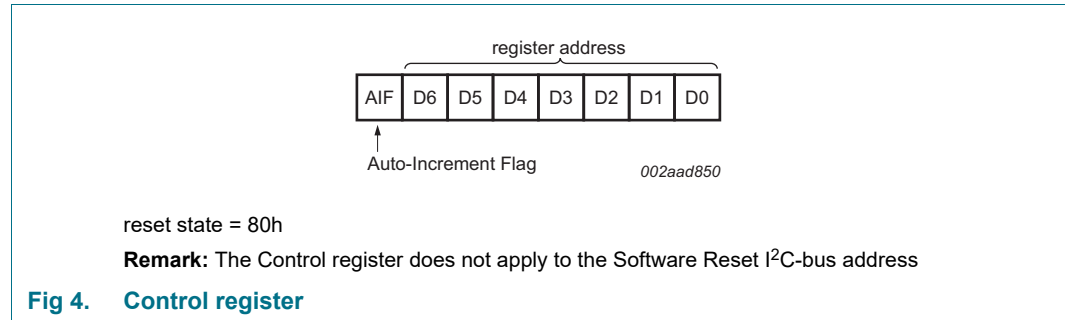 register address
AIF D6 D5 D4 D3 D2 D1 D0
Auto-Increment Flag
002aad850
reset state = 80h
Remark: The Control register does not apply to the Software Reset I²C-bus address
Fig 4. Control register